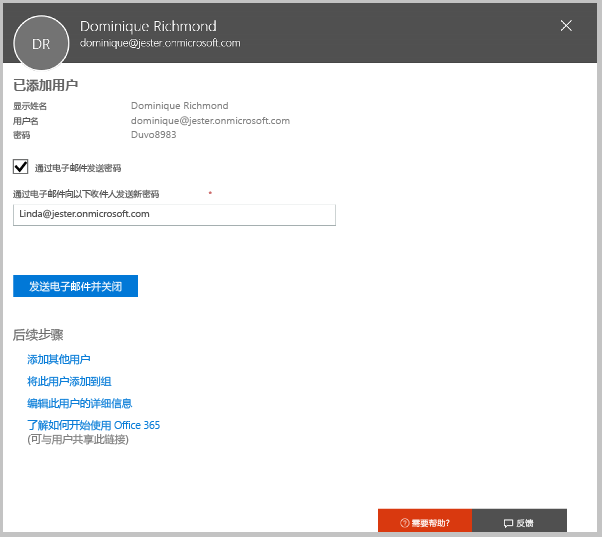 DR
Dominique Richmond
dominique@jester.onmicrosoft.com
已添加用户
显示姓名 Dominique Richmond
用户名 dominique@jester.onmicrosoft.com
密码 Duvo8983
通过电子邮件发送密码
通过电子邮件向以下收件人发送新密码 *
Linda@jester.onmicrosoft.com
发送电子邮件并关闭
后续步骤
添加其他用户
将此用户添加到组
编辑此用户的详细信息
了解如何开始使用 Office 365
(可与用户共享此链接)
需要帮助? 反馈